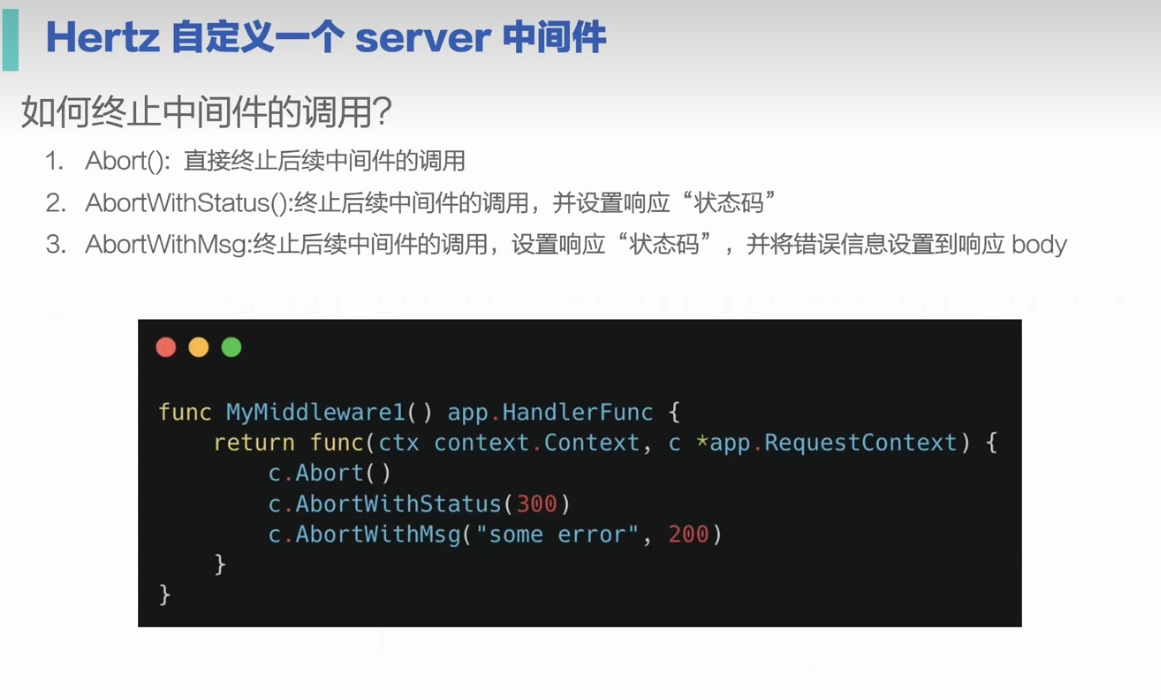 Hertz 自定义一个 server 中间件
如何终止中间件的调用?
1. Abort(): 直接终止后续中间件的调用
2. AbortWithStatus():终止后续中间件的调用，并设置响应“状态码”
3. AbortWithMsg:终止后续中间件的调用，设置响应“状态码”，并将错误信息设置到响应 body
func MyMiddleware1() app.HandlerFunc {
    return func(ctx context.Context, c *app.RequestContext) {
        c.Abort()
        c.AbortWithStatus(300)
        c.AbortWithMsg("some error", 200)
    }
}